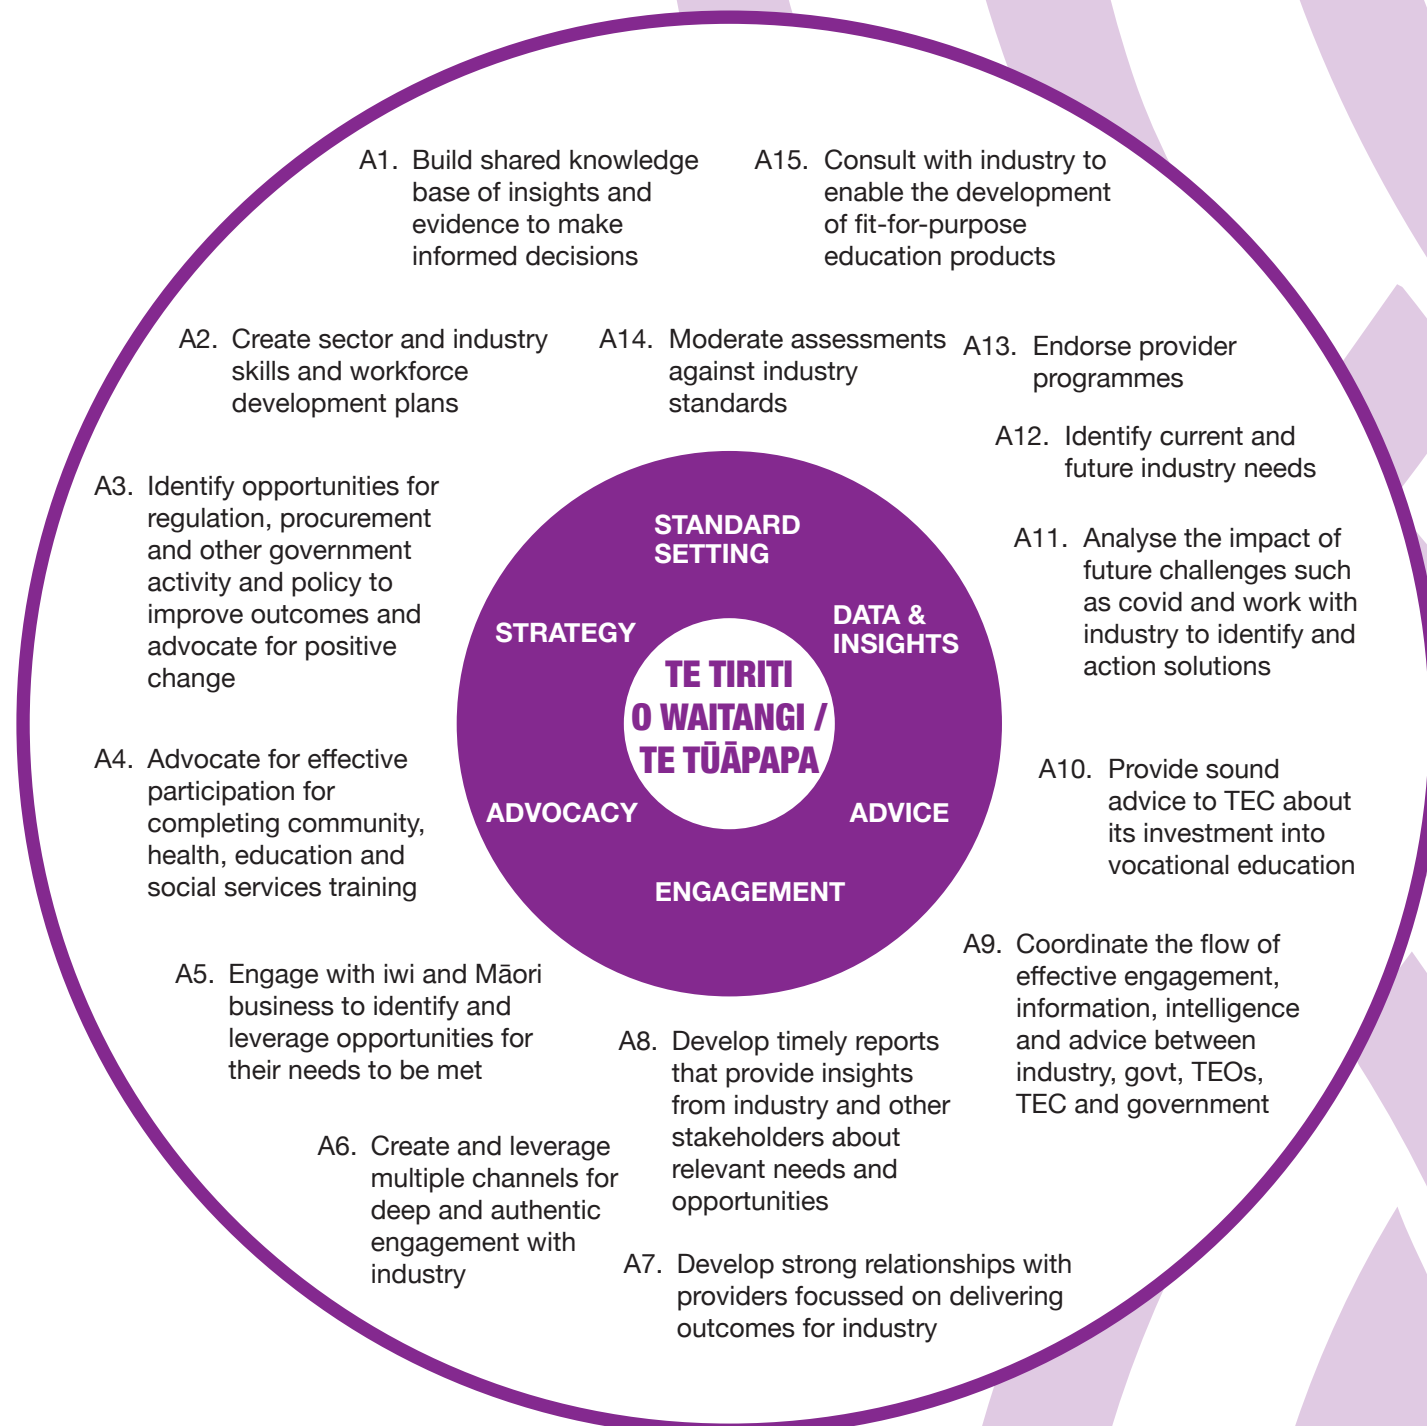 A1. Build shared knowledge
base of insights and
evidence to make
informed decisions
A2. Create sector and industry
skills and workforce
development plans
A3. Identify opportunities for
regulation, procurement
and other government
activity and policy to
improve outcomes and
advocate for positive
change
A4. Advocate for effective
participation for
completing community,
health, education and
social services training
A5. Engage with iwi and Māori
business to identify and
leverage opportunities for
their needs to be met
A6. Create and leverage
multiple channels for
deep and authentic
engagement with
industry
A7. Develop strong relationships with
providers focussed on delivering
outcomes for industry
A8. Develop timely reports
that provide insights
from industry and other
stakeholders about
relevant needs and
opportunities
A9. Coordinate the flow of
effective engagement,
information, intelligence
and advice between
industry, govt, TEOs,
TEC and government
A10. Provide sound
advice to TEC about
its investment into
vocational education
A11. Analyse the impact of
future challenges such
as covid and work with
industry to identify and
action solutions
A12. Identify current and
future industry needs
A13. Endorse provider
programmes
A14. Moderate assessments
against industry
standards
A15. Consult with industry to
enable the development
of fit-for-purpose
education products
STANDARD
SETTING
DATA &
INSIGHTS
ADVICE
ENGAGEMENT
ADVOCACY
STRATEGY
TE TIRITI
O WAITANGI /
TE TŪĀPAPA